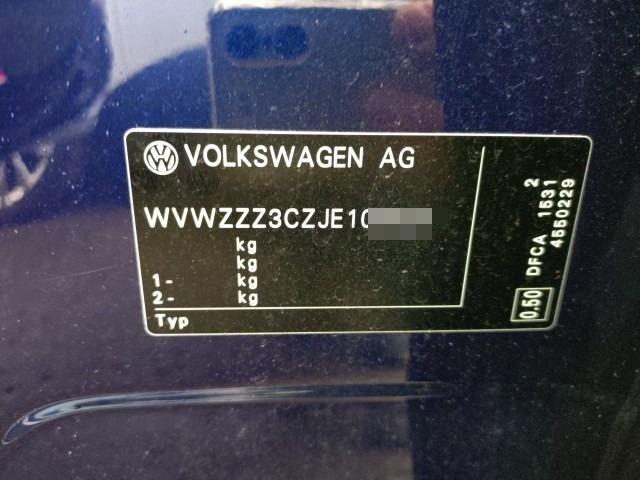 VOLKSWAGEN AG
WVWZZZ3CZJE10
kg
kg
1- kg
2- kg
Typ
0.50 DFCA 1531 2
4550229